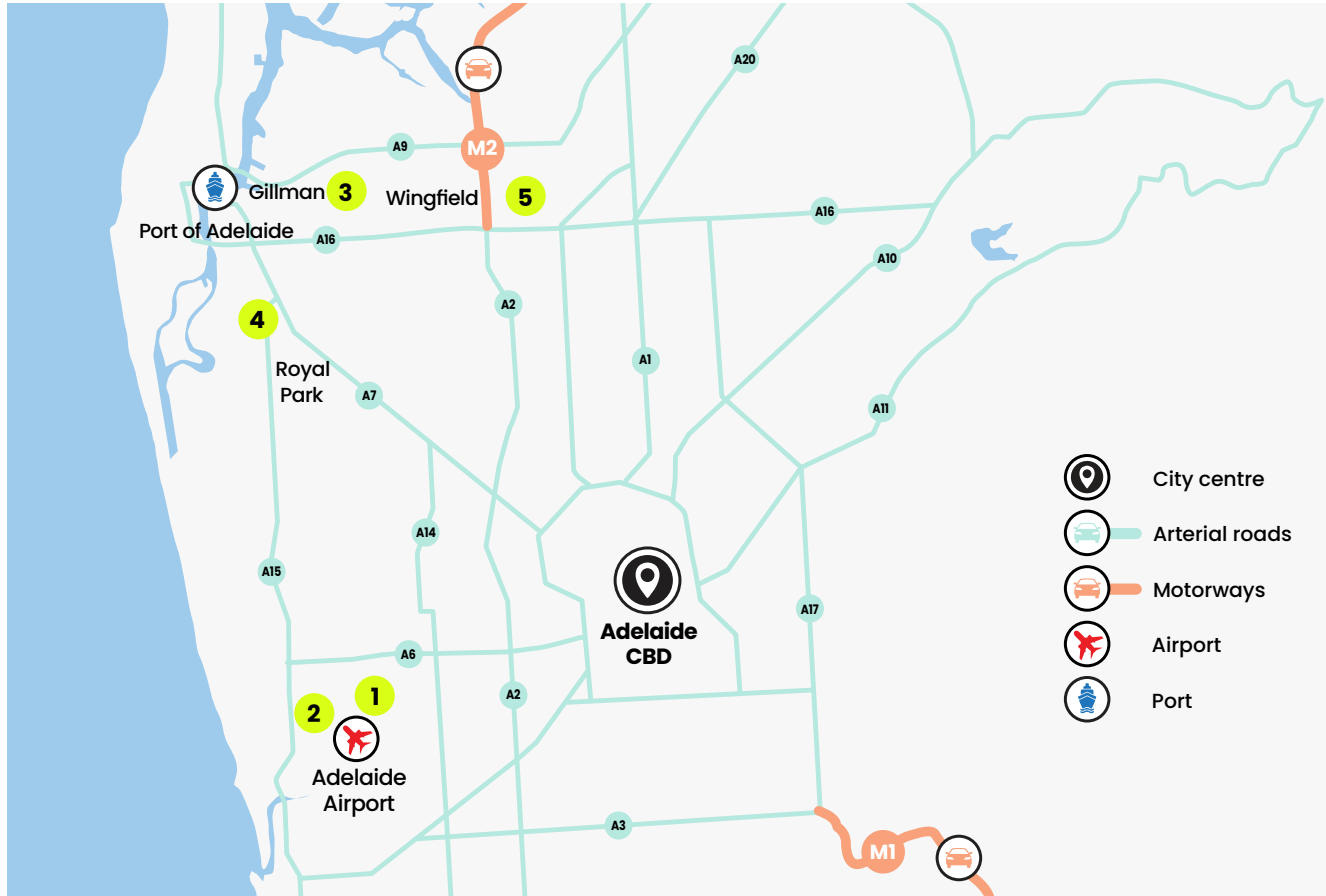 A20
M2
A9
Gillman
3
Wingfield
5
Port of Adelaide
A16
A16
A10
A2
4
A1
Royal
Park
A7
A11
City centre
A14
Arterial roads
A15
Motorways
A17
Adelaide
CBD
A6
Airport
1
2
A2
Port
Adelaide
Airport
A3
M1